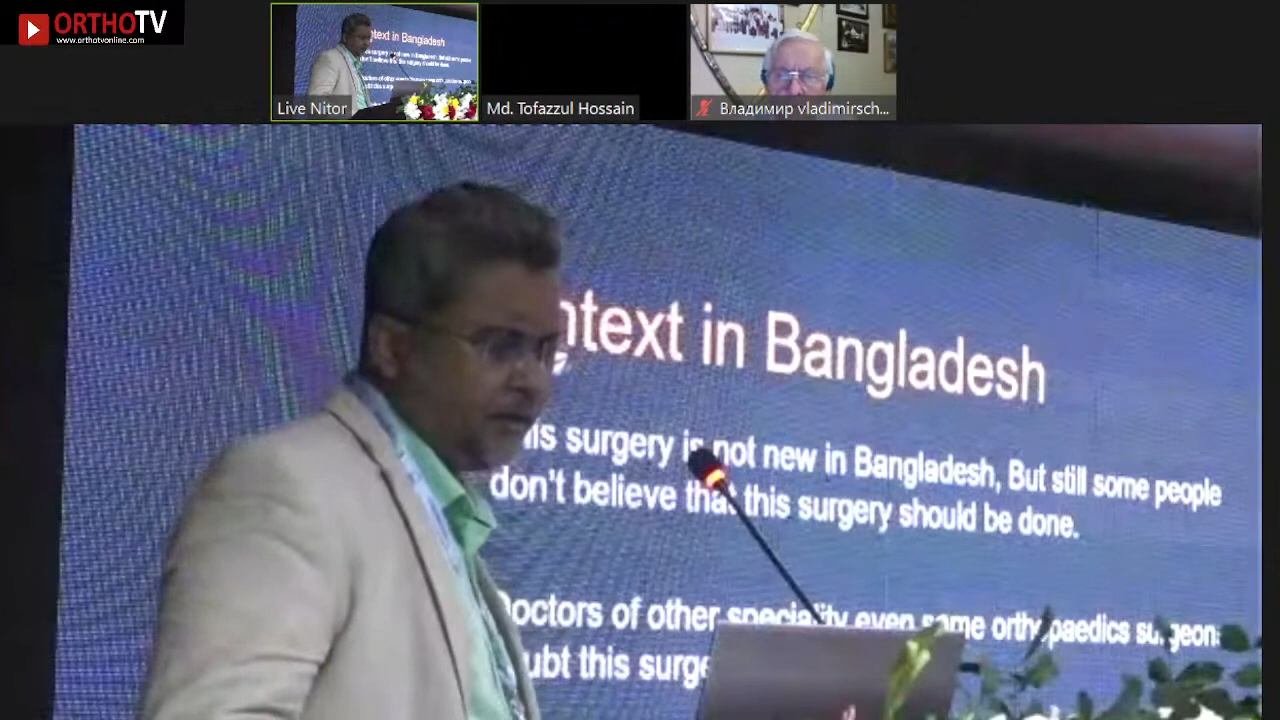 ORTHOTV
www.orthotvonline.com
Live Nitor
Md. Tofazzul Hossain
Владимир vladimirsch...
ntext in Bangladesh
his surgery is not new in Bangladesh, But still some people
don't believe that this surgery should be done.
Doctors of other speciality even some orthopaedics surgeons
ubt this surge